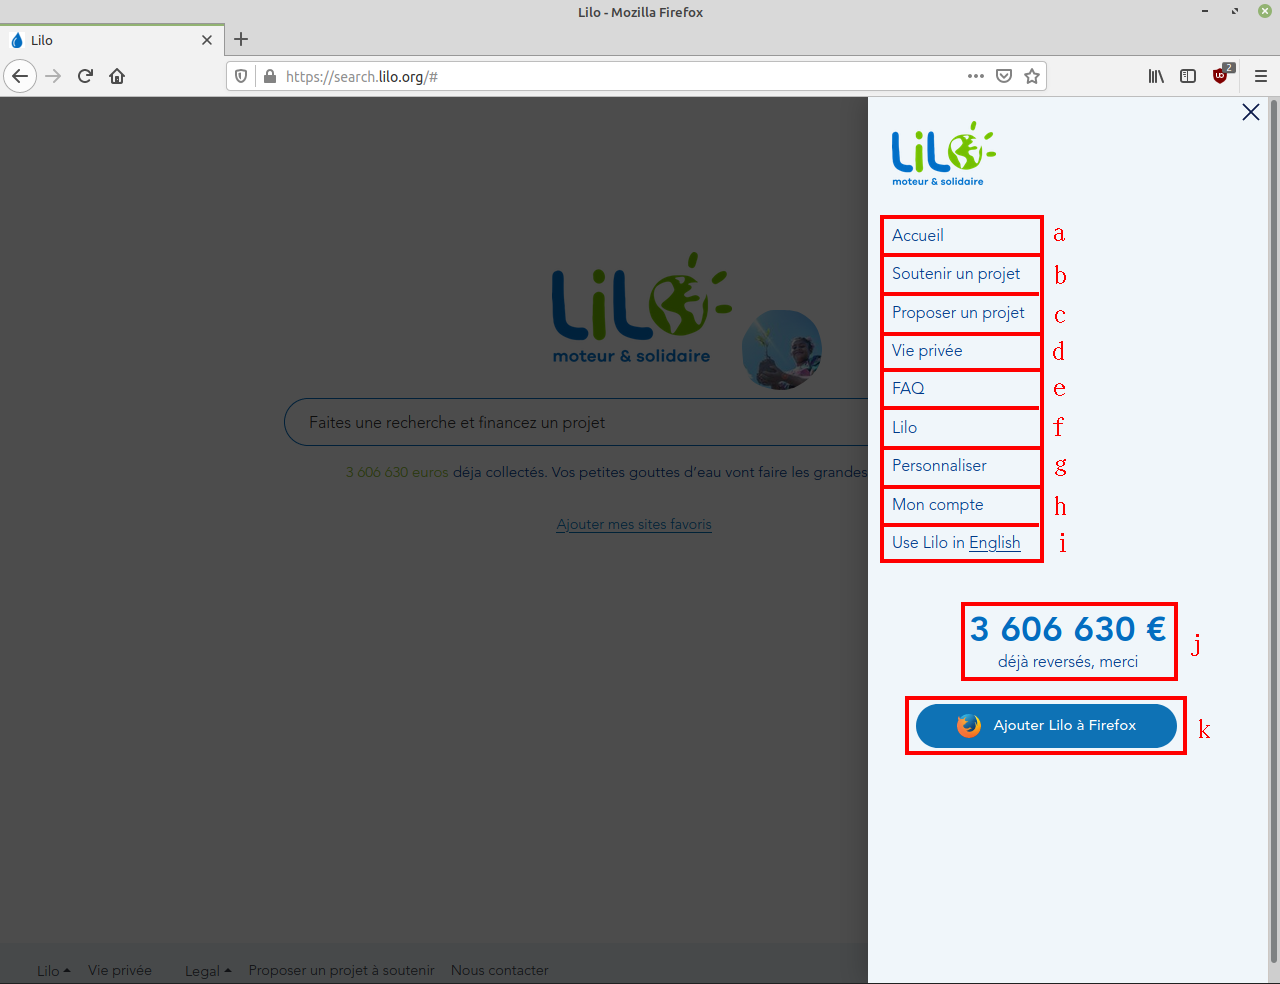 Lilo - Mozilla Firefox
Lilo
https://search.lilo.org/#
2
LiLO
moteur & solidaire
Accueil a
Soutenir un projet b
Proposer un projet c
Vie privée d
FAQ e
Lilo f
Personnaliser g
Mon compte h
Use Lilo in English i
3 606 630 €
déjà reversés, merci
j
Ajouter Lilo à Firefox k
LiLO
moteur & solidaire
Faites une recherche et financez un projet
3 606 630 euros déja collectés. Vos petites gouttes d'eau vont faire les grandes
Ajouter mes sites favoris
Lilo Vie privée Legal Proposer un projet à soutenir Nous contacter